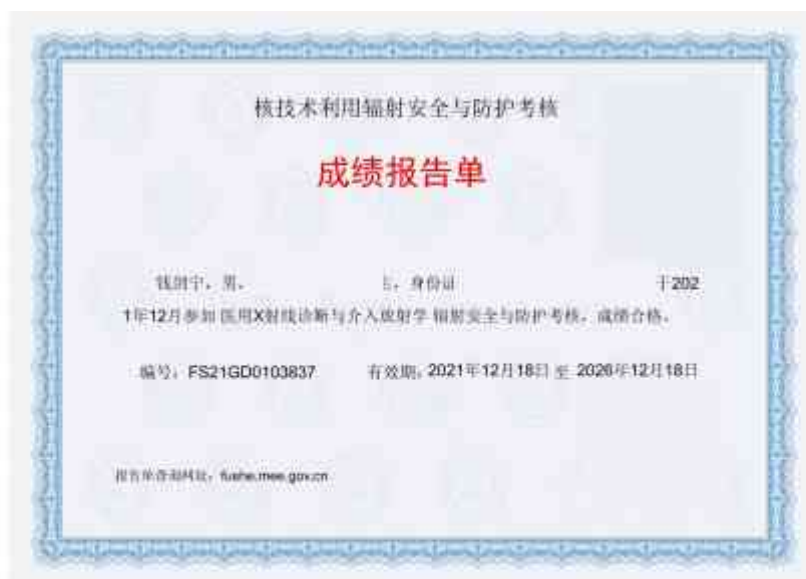 核技术利用辐射安全与防护考核
成绩报告单
宁，男， 身份证 于202
1年12月参加 医用X射线诊断与介入放射学 辐射安全与防护考核，成绩合格。
编号：FS21GD0103837 有效期：2021年12月18日 至 2026年12月18日
报告单查询网址：fushe.mee.gov.cn